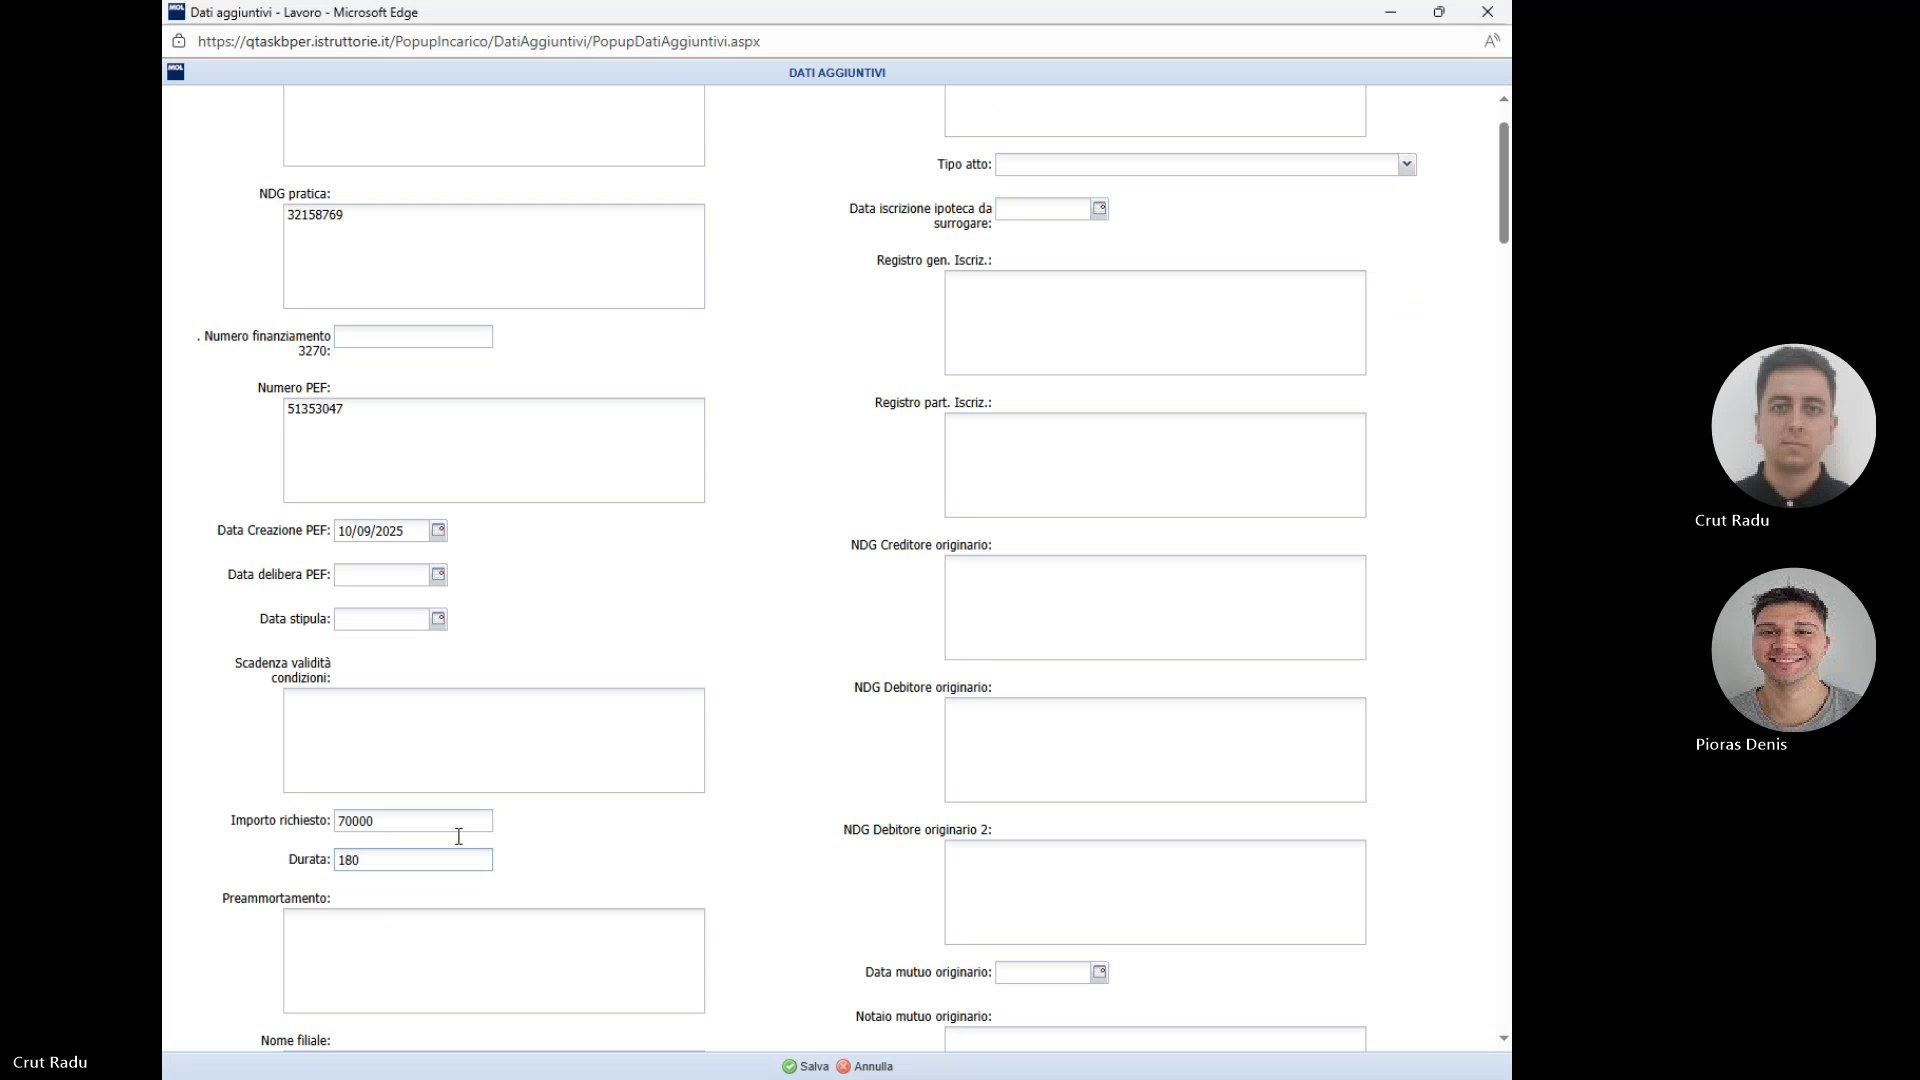 MOL Dati aggiuntivi - Lavoro - Microsoft Edge
https://qtaskbper.istruttorie.it/PopupIncarico/DatiAggiuntivi/PopupDatiAggiuntivi.aspx
MOL
DATI AGGIUNTIVI
NDG pratica:
32158769
. Numero finanziamento
3270:
Numero PEF:
51353047
Data Creazione PEF: 10/09/2025
Data delibera PEF:
Data stipula:
Scadenza validità
condizioni:
Importo richiesto: 70000
Durata: 180
Preammortamento:
Nome filiale:
Tipo atto:
Data iscrizione ipoteca da
surrogare:
Registro gen. Iscriz.:
Registro part. Iscriz.:
NDG Creditore originario:
NDG Debitore originario:
NDG Debitore originario 2:
Data mutuo originario:
Notaio mutuo originario:
Salva Annulla
Crut Radu
Pioras Denis
Crut Radu